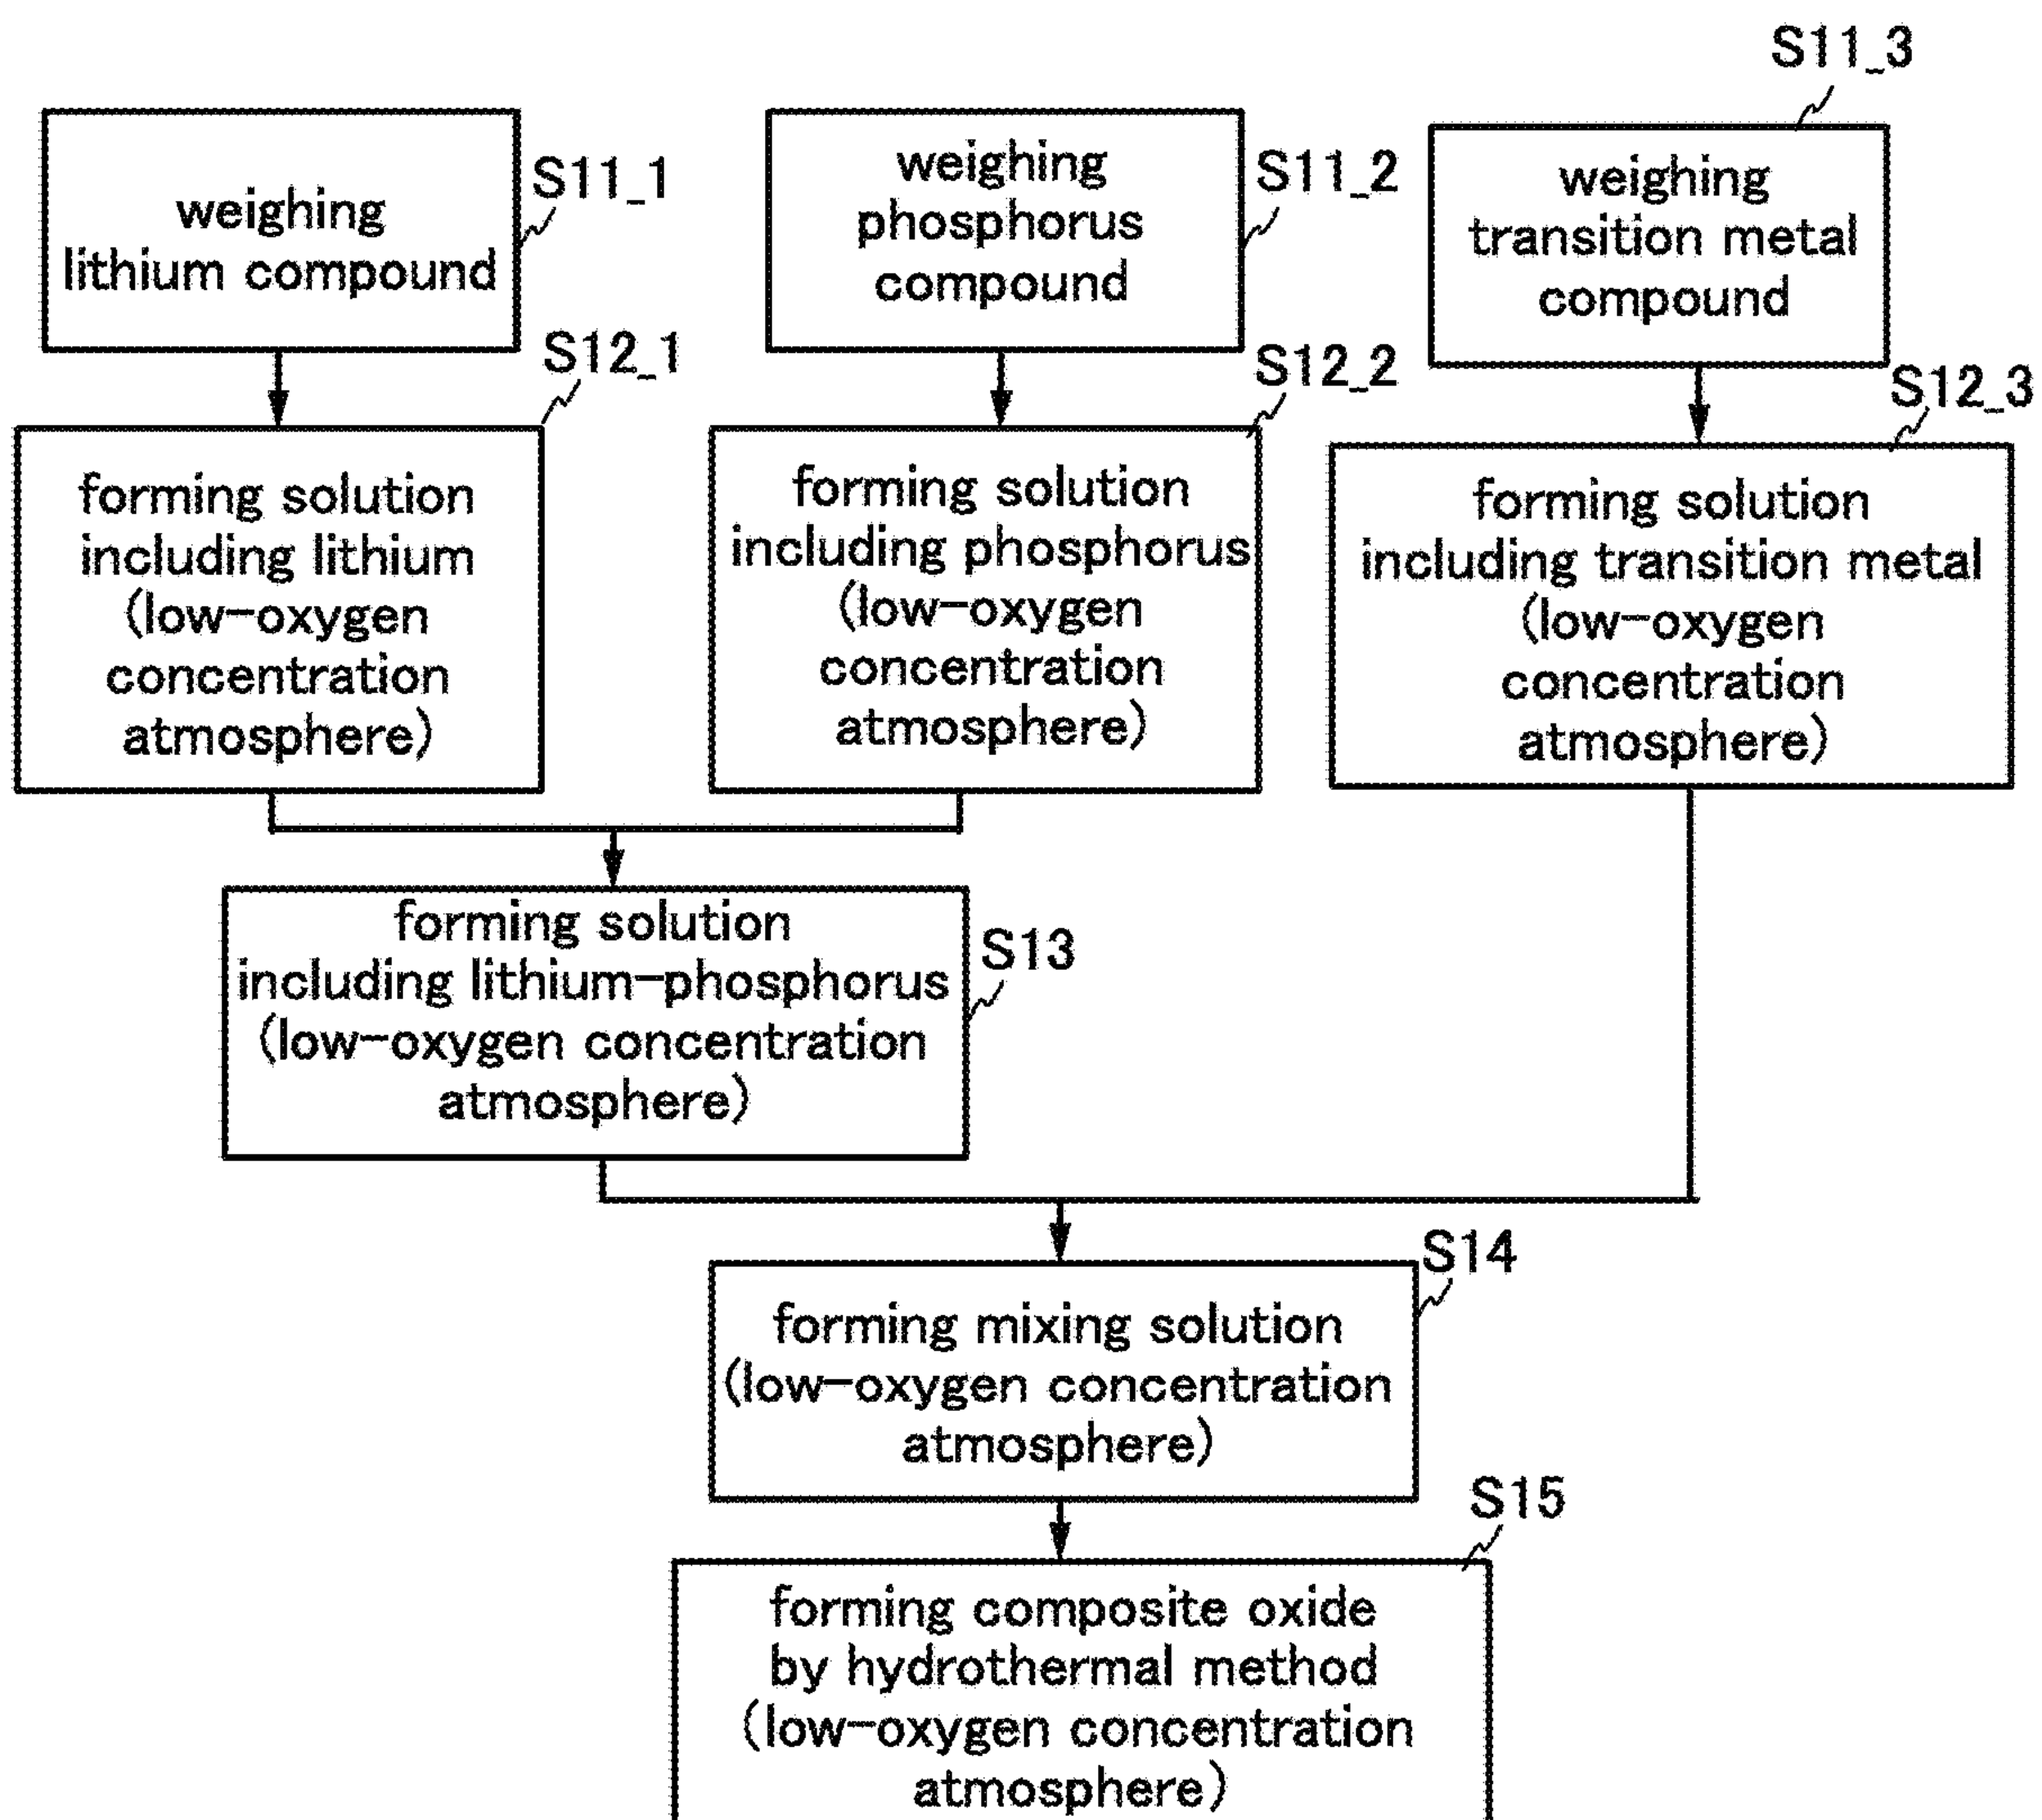 S11_3
weighing
lithium compound
S11_1
weighing
phosphorus
compound
S11_2
weighing
transition metal
compound
S12_1
S12_2
S12_3
forming solution
including lithium
(low-oxygen
concentration
atmosphere)
forming solution
including phosphorus
(low-oxygen
concentration
atmosphere)
forming solution
including transition metal
(low-oxygen
concentration
atmosphere)
forming solution
including lithium-phosphorus
(low-oxygen concentration
atmosphere)
S13
S14
forming mixing solution
(low-oxygen concentration
atmosphere)
S15
forming composite oxide
by hydrothermal method
(low-oxygen concentration
atmosphere)